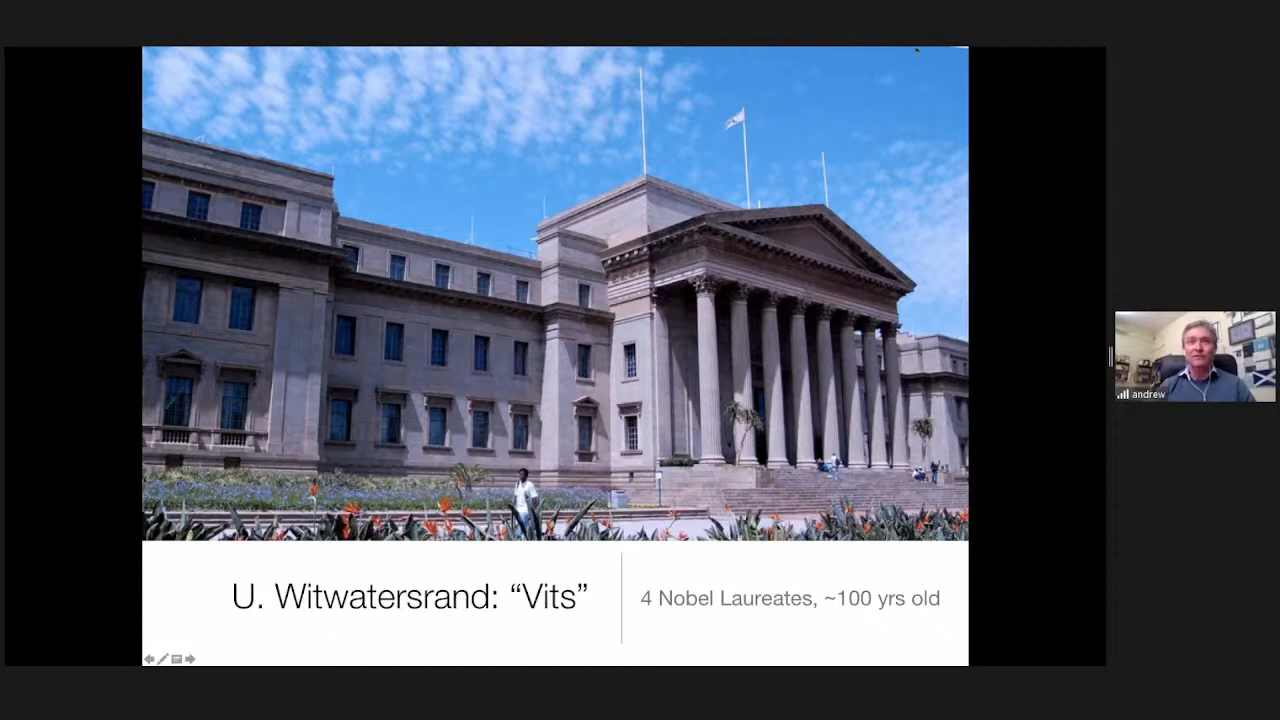 U. Witwatersrand: “Vits”
4 Nobel Laureates, ~100 yrs old
andrew